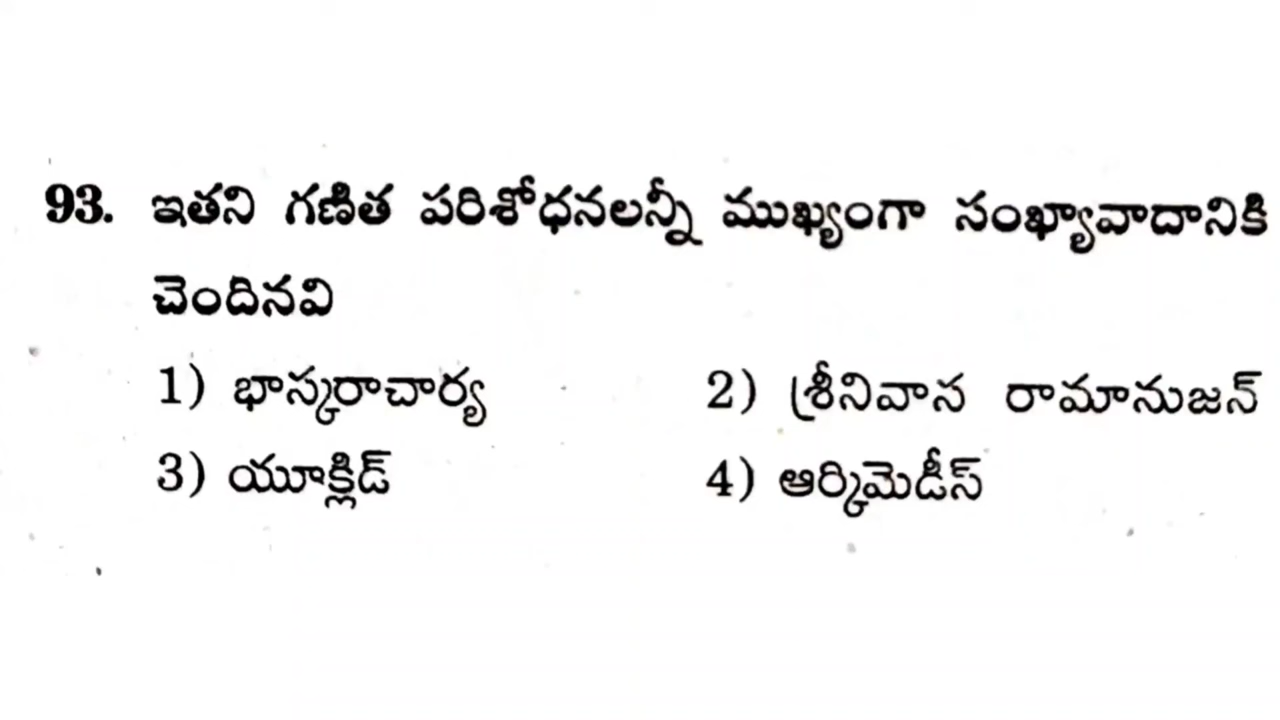 93. ఇతని గణిత పరిశోధనలన్నీ ముఖ్యంగా సంఖ్యావాదానికి
చెందినవి
1) భాస్కరాచార్య 2) శ్రీనివాస రామానుజన్
3) యూక్లిడ్ 4) ఆర్కిమెడీస్